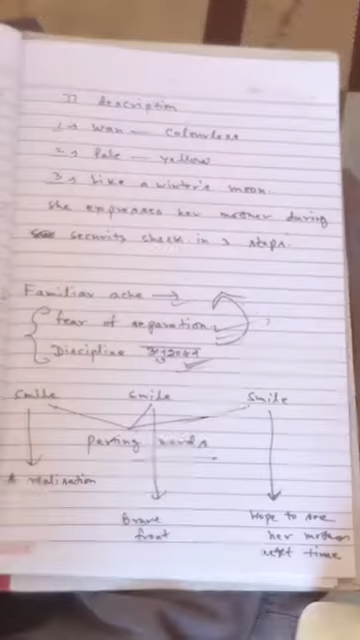 II description
1 → wan — colourless
2 → Pale — yellow
3 → Like a winter's moon.
She expresses her mother during
security check in 3 steps.
Familiar ache →
fear of separation
Discipline
Smile smile smile
parting words
A realisation
Brave front
Hope to see her mother next time